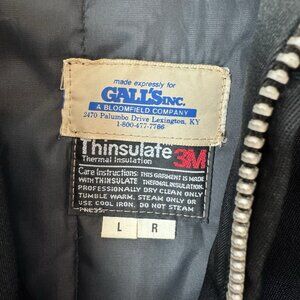 made expressly for
GALL'S INC.
A BLOOMFIELD COMPANY
2470 Palumbo Drive Lexington, KY
1-800-477-7766
Thinsulate 3M
Thermal Insulation
Care Instructions: THIS GARMENT IS MADE
WITH THINSULATE THERMAL INSULATION.
PROFESSIONALLY DRY CLEAN ONLY
TUMBLE WARM. STEAM ONLY OR
USE COOL IRON. DO NOT STEAM
L R